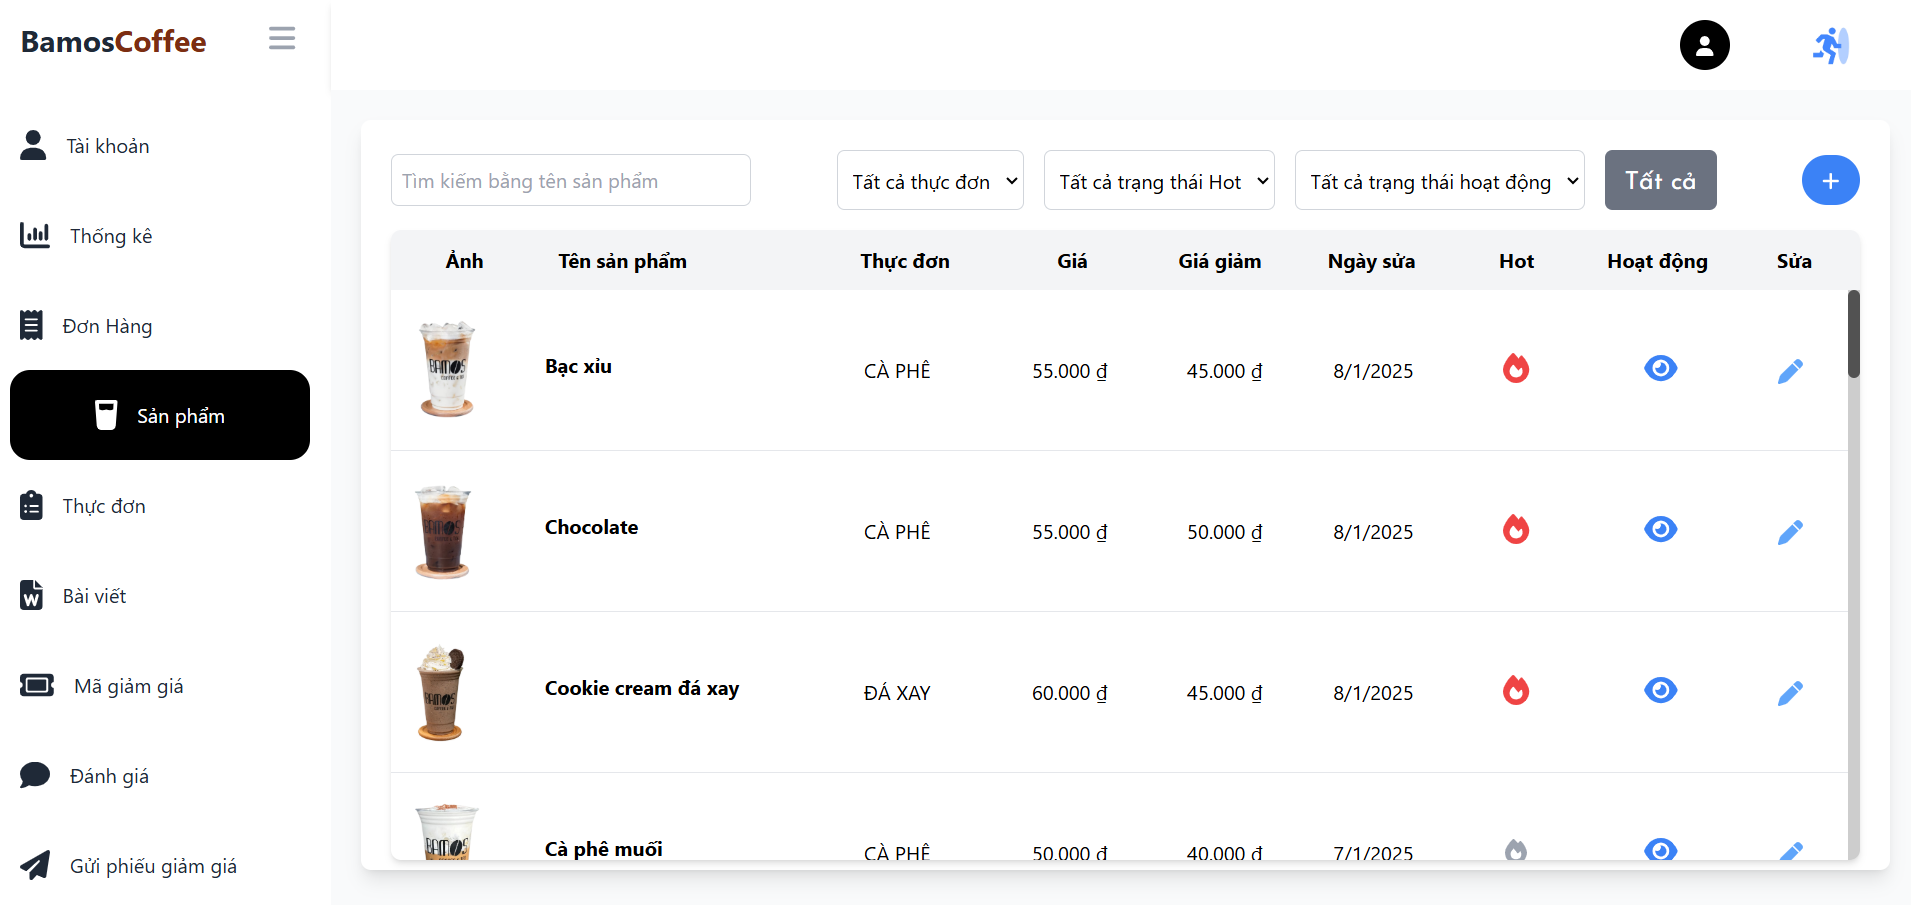 BamosCoffee
Tài khoản
Thống kê
Đơn Hàng
Sản phẩm
Thực đơn
Bài viết
Mã giảm giá
Đánh giá
Gửi phiếu giảm giá
Tìm kiếm bằng tên sản phẩm
Tất cả thực đơn
Tất cả trạng thái Hot
Tất cả trạng thái hoạt động
Tất cả
Ảnh Tên sản phẩm Thực đơn Giá Giá giảm Ngày sửa Hot Hoạt động Sửa
BAMOS
Bạc xỉu CÀ PHÊ 55.000 ₫ 45.000 ₫ 8/1/2025
BAMOS
Chocolate CÀ PHÊ 55.000 ₫ 50.000 ₫ 8/1/2025
BAMOS
Cookie cream đá xay ĐÁ XAY 60.000 ₫ 45.000 ₫ 8/1/2025
BAMOS
Cà phê muối CÀ PHÊ 50.000 ₫ 40.000 ₫ 7/1/2025